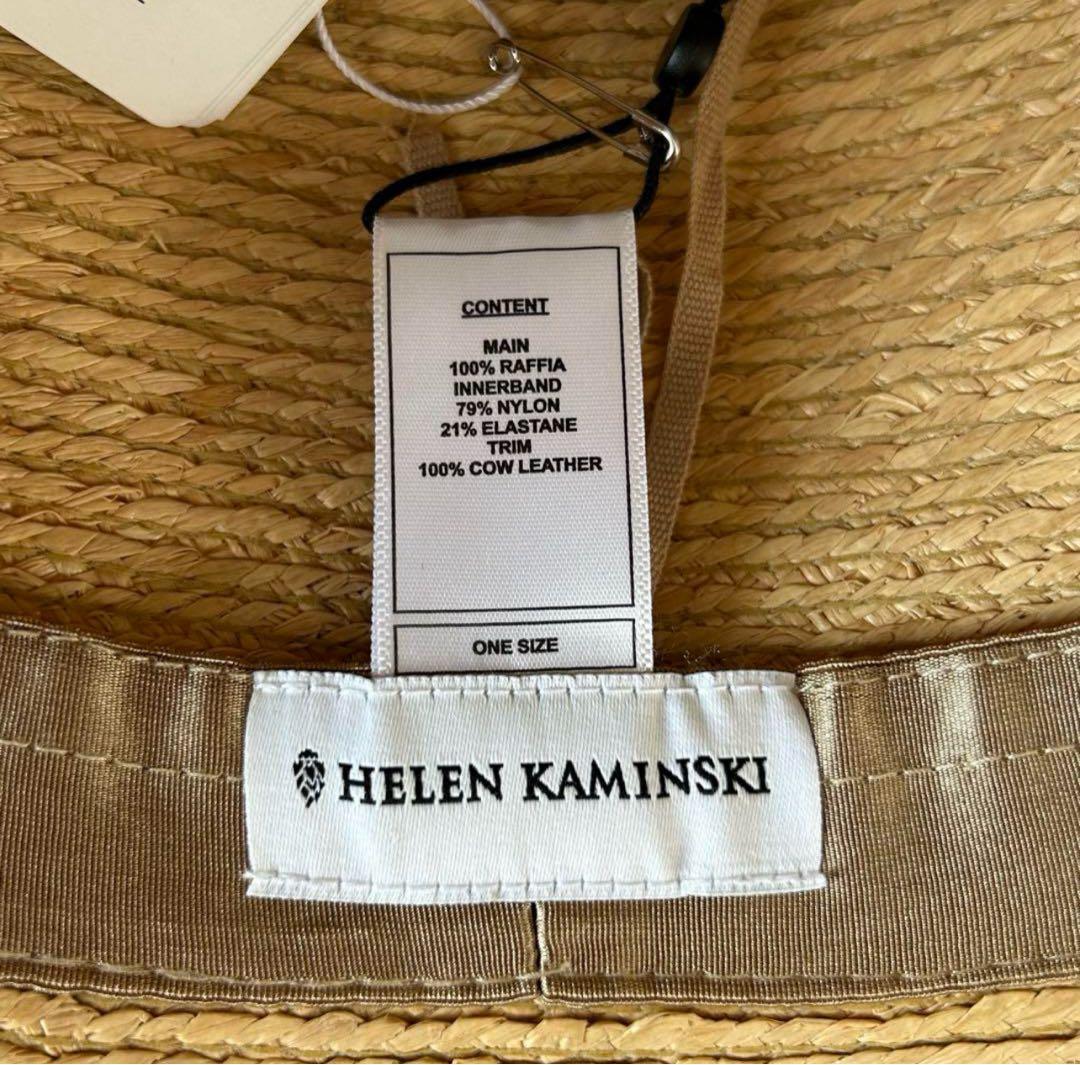 CONTENT
MAIN
100% RAFFIA
INNERBAND
79% NYLON
21% ELASTANE
TRIM
100% COW LEATHER
ONE SIZE
HELEN KAMINSKI